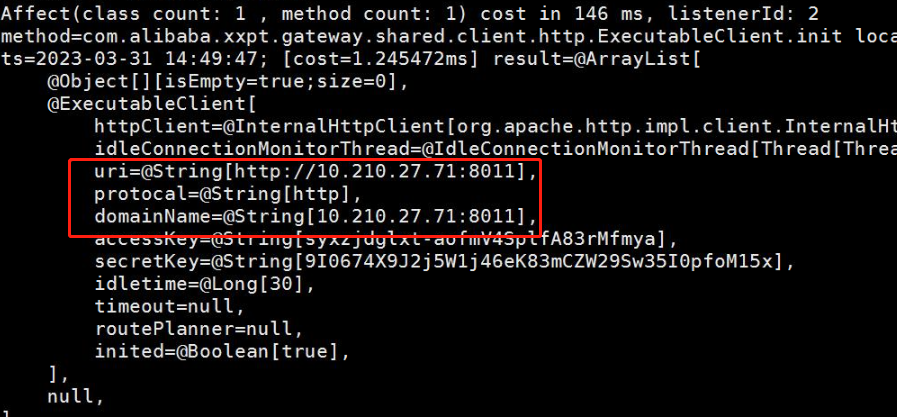 Affect(class count: 1 , method count: 1) cost in 146 ms, listenerId: 2
method=com.alibaba.xxpt.gateway.shared.client.http.ExecutableClient.init loca
ts=2023-03-31 14:49:47; [cost=1.245472ms] result=@ArrayList[
@Object[][isEmpty=true;size=0],
@ExecutableClient[
httpClient=@InternalHttpClient[org.apache.http.impl.client.InternalHt
idleConnectionMonitorThread=@IdleConnectionMonitorThread[Thread[Threa
uri=@String[http://10.210.27.71:8011],
protocal=@String[http],
domainName=@String[10.210.27.71:8011],
accessKey=@String[syxzjdglxt-aofmV4SplfA83rMfmya],
secretKey=@String[9I0674X9J2j5W1j46eK83mCZW29Sw35I0pfoM15x],
idletime=@Long[30],
timeout=null,
routePlanner=null,
inited=@Boolean[true],
],
null,